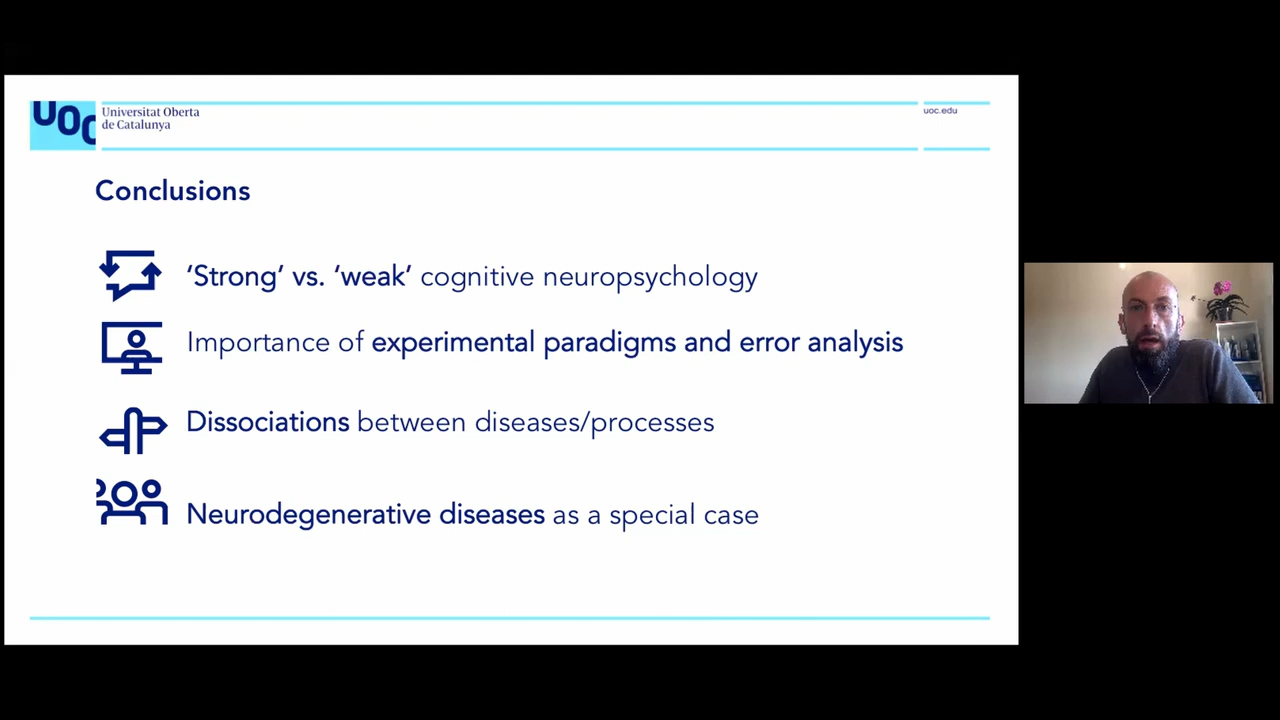 UOC
Universitat Oberta
de Catalunya
uoc.edu
Conclusions
‘Strong’ vs. ‘weak’ cognitive neuropsychology
Importance of experimental paradigms and error analysis
Dissociations between diseases/processes
Neurodegenerative diseases as a special case